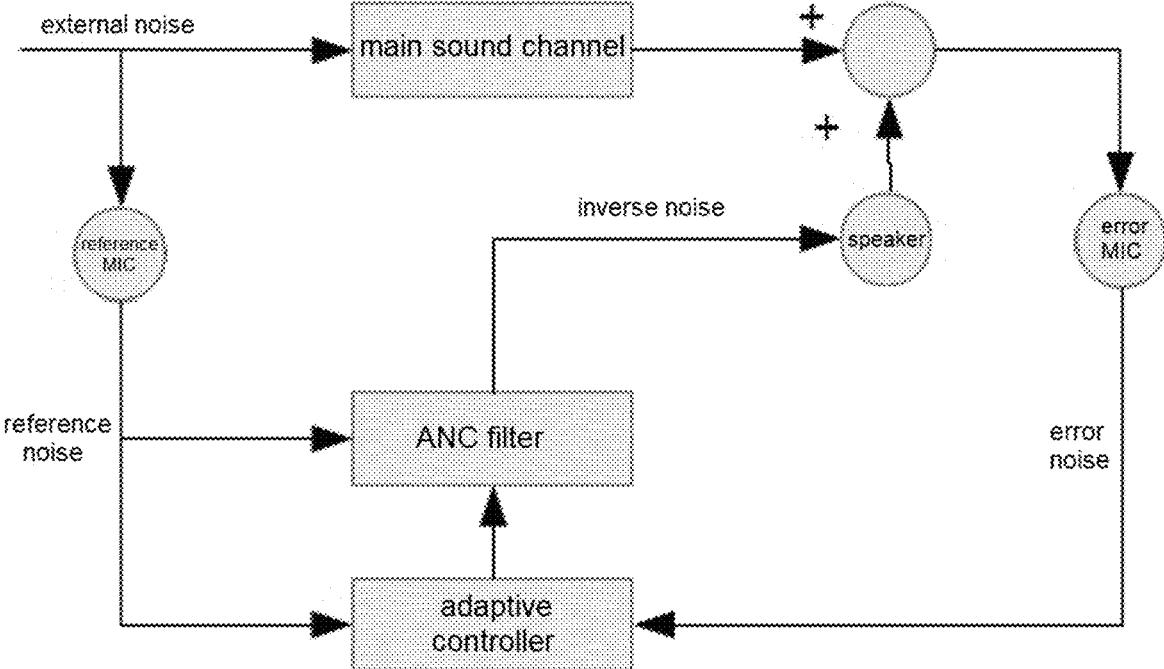 external noise
main sound channel
+
+
reference
MIC
inverse noise
speaker
error
MIC
reference
noise
ANC filter
error
noise
adaptive
controller